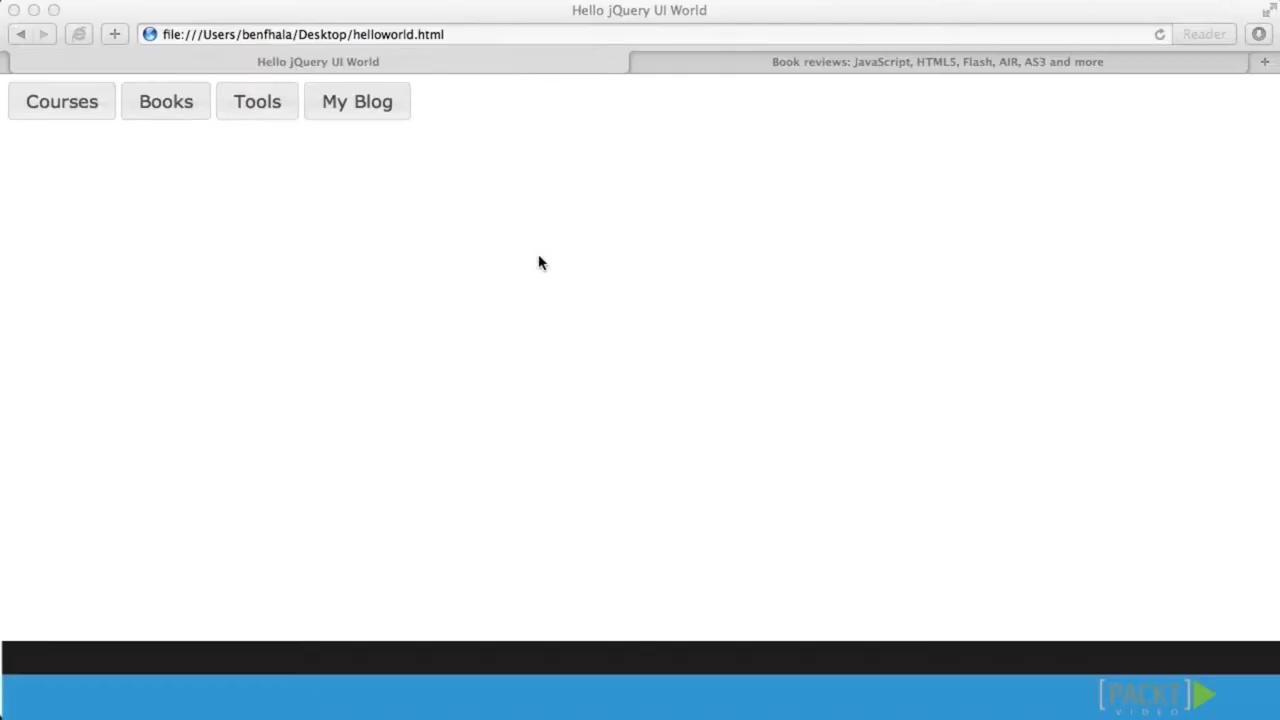 Hello jQuery UI World
file:///Users/benfhala/Desktop/helloworld.html
Reader
Hello jQuery UI World
Book reviews: JavaScript, HTML5, Flash, AIR, AS3 and more
Courses
Books
Tools
My Blog
[PACKT]
VIDEO